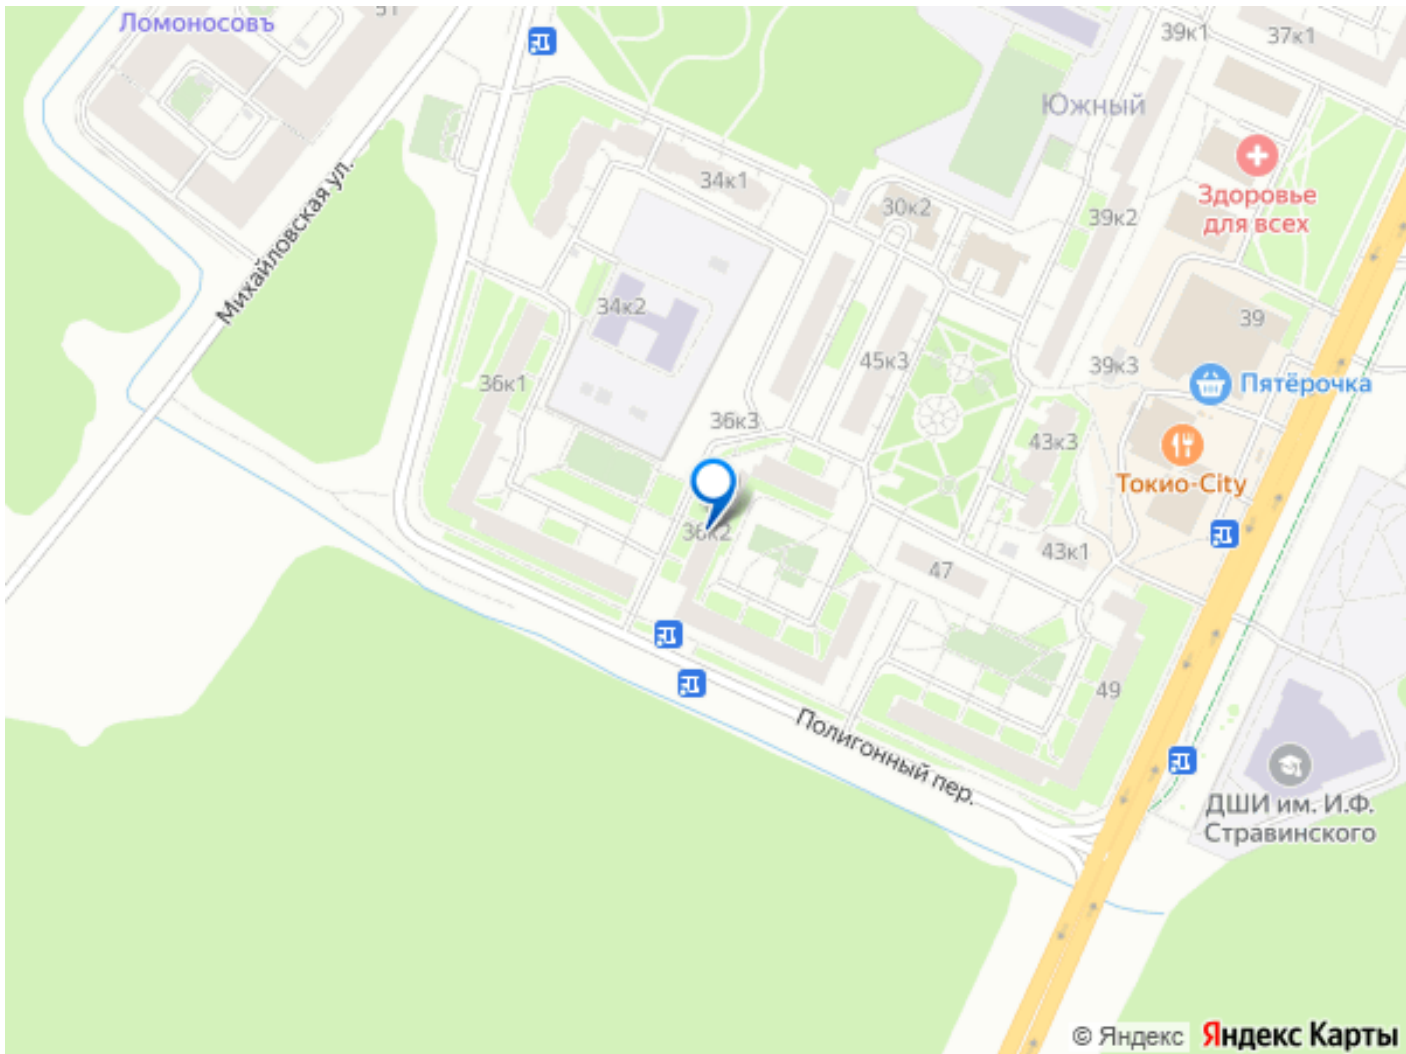 Ломоносовъ
51
39к1
37к1
Южный
Михайловская ул.
34к1
Здоровье
для всех
30к2
39к2
34к2
39
45к3
39к3
Пятёрочка
36к1
36к3
43к3
Токио-City
36к2
43к1
47
49
Полигонный пер.
ДШИ им. И.Ф.
Стравинского
© Яндекс Яндекс Карты